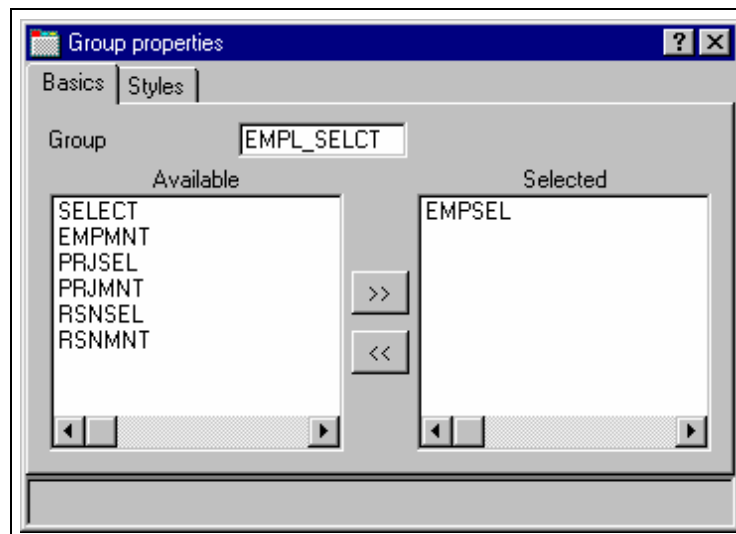 Group properties
Basics Styles
Group EMPL_SELCT
Available Selected
SELECT EMPSEL
EMPMNT
PRJSEL
PRJMNT
RSNSEL
RSNMNT
>>
<<